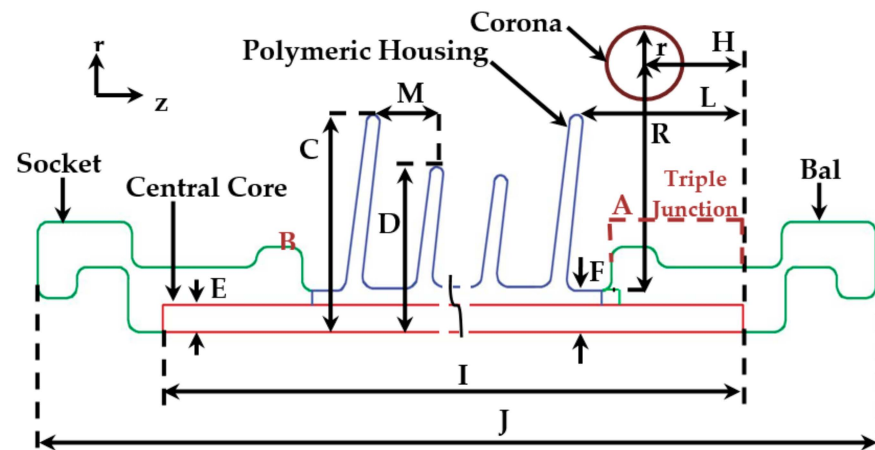 Corona
r
r
H
Polymeric Housing
z
M
L
C
R
Socket
Central Core
Triple
Junction
Bal
A
D
B
E
F
I
J